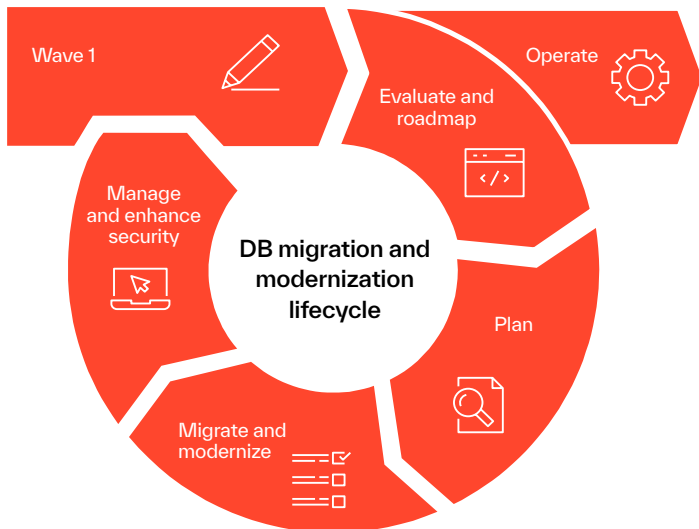 Wave 1
Operate
Evaluate and
roadmap
Plan
Migrate and
modernize
Manage
and enhance
security
DB migration and
modernization
lifecycle